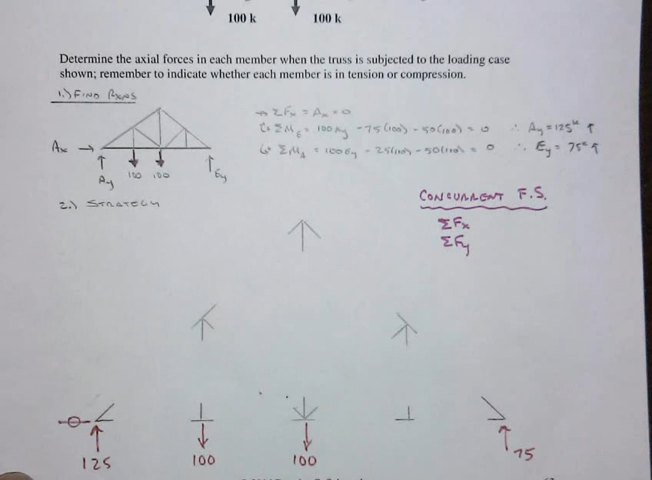 100 k 100 k
Determine the axial forces in each member when the truss is subjected to the loading case
shown; remember to indicate whether each member is in tension or compression.
1.) FIND RXNS
→ ΣFx = Ax = 0
ΣME = 100Ay - 75(100) - 50(100) = 0 ∴ Ay = 125k ↑
ΣMA = 100Ey - 25(100) - 50(100) = 0 ∴ Ey = 75k ↑
Ax →
Ay 100 100 Ey
2.) STRATEGY
CONCURRENT F.S.
ΣFx
ΣFy
125 100 100 75